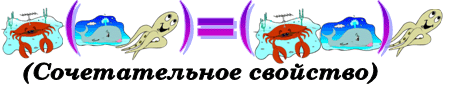 ( ) = ( )
(Сочетательное свойство)